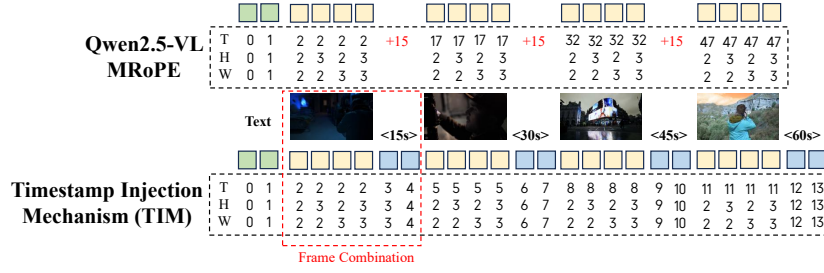 Qwen2.5-VL
MRoPE
T 0 1 2 2 2 2 +15 17 17 17 17 +15 32 32 32 32 +15 47 47 47 47
H 0 1 2 3 2 3 2 3 2 3 2 3 2 3 2 3 2 3
W 0 1 2 2 3 3 2 2 3 3 2 2 3 3 2 2 3 3
Text <15s> <30s> <45s> <60s>
Timestamp Injection
Mechanism (TIM)
T 0 1 2 2 2 2 3 4 5 5 5 5 6 7 8 8 8 8 9 10 11 11 11 11 12 13
H 0 1 2 3 2 3 3 4 2 3 2 3 6 7 2 3 2 3 9 10 2 3 2 3 12 13
W 0 1 2 2 3 3 3 4 2 2 3 3 6 7 2 2 3 3 9 10 2 2 3 3 12 13
Frame Combination